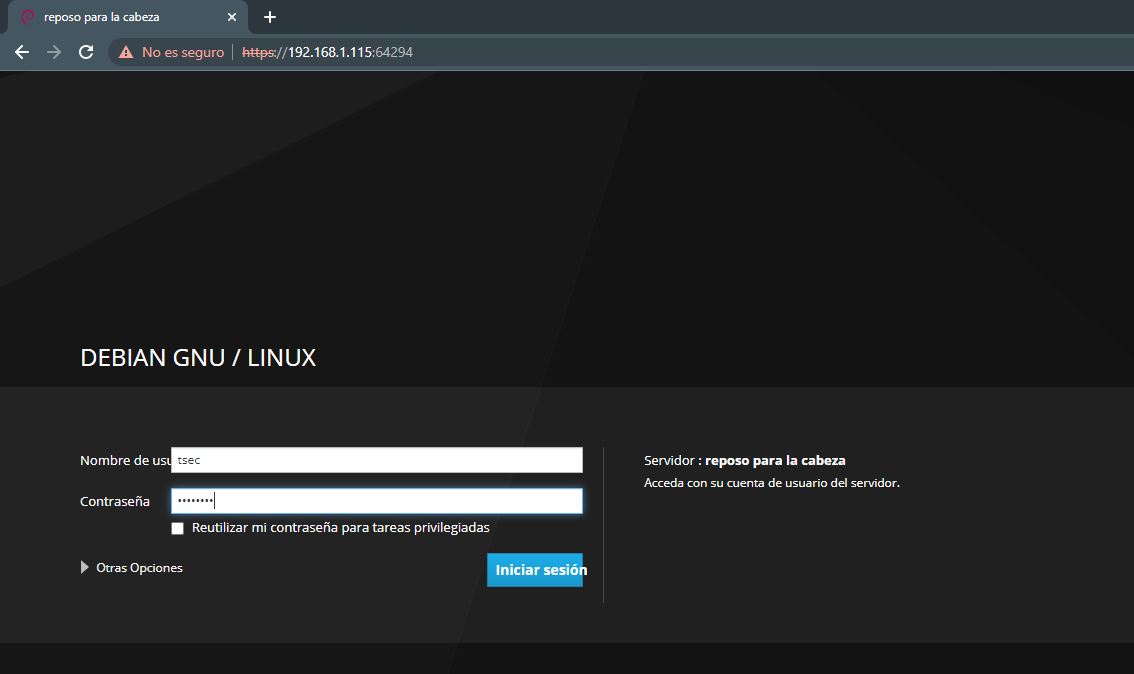 reposo para la cabeza
No es seguro https://192.168.1.115:64294
DEBIAN GNU / LINUX
Nombre de usu tsec
Contraseña ••••••••
Reutilizar mi contraseña para tareas privilegiadas
Otras Opciones
Iniciar sesión
Servidor : reposo para la cabeza
Acceda con su cuenta de usuario del servidor.